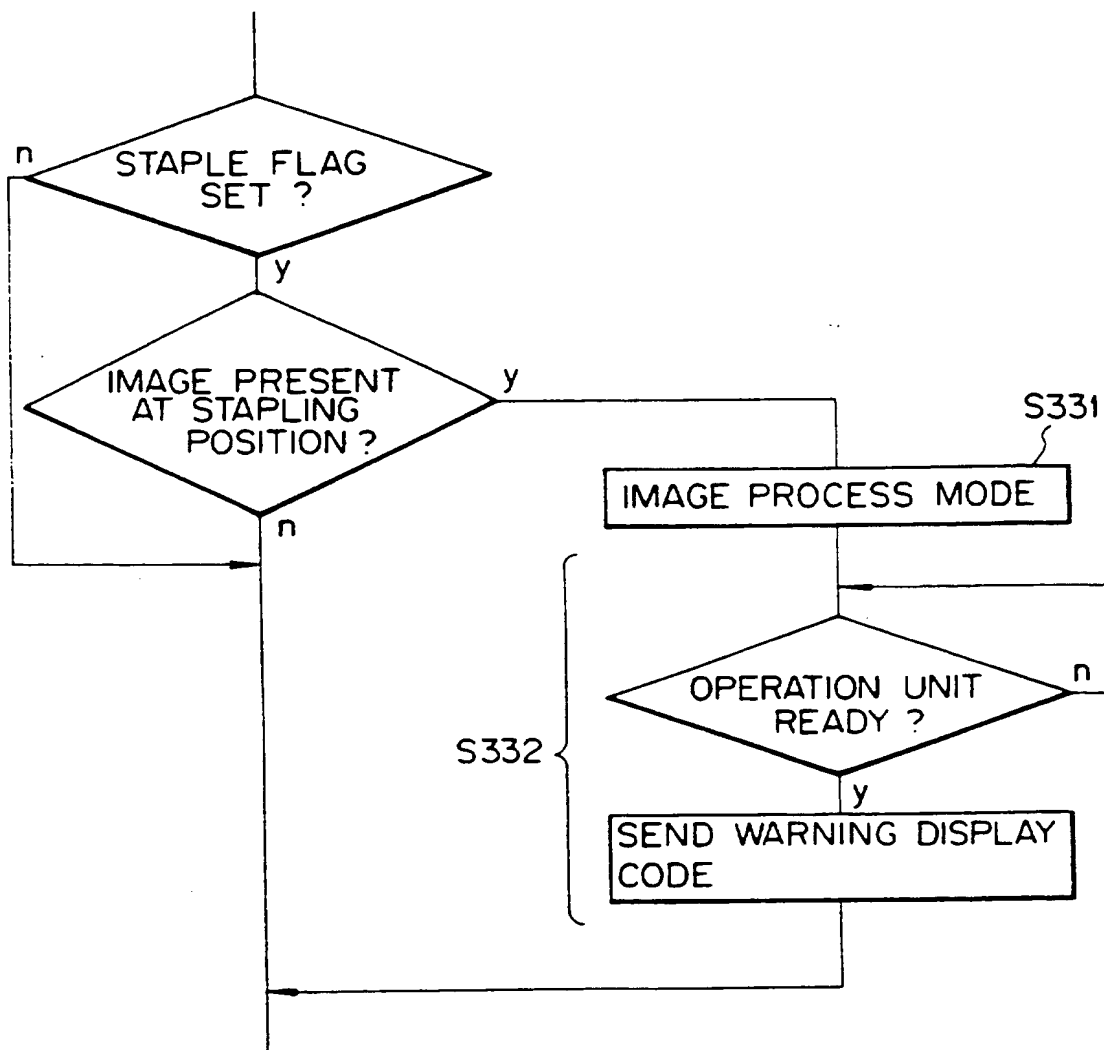 n
STAPLE FLAG
SET ?
y
IMAGE PRESENT
AT STAPLING
POSITION ?
y
n
S331
IMAGE PROCESS MODE
OPERATION UNIT
READY ?
n
S332
y
SEND WARNING DISPLAY
CODE